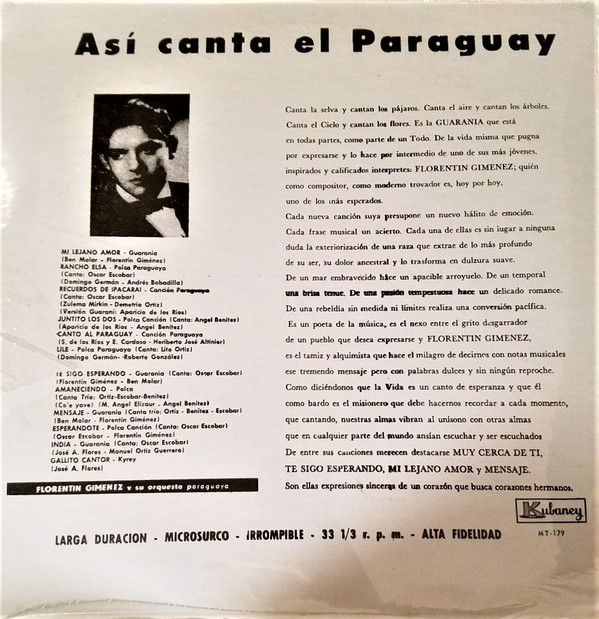 Así canta el Paraguay
MI LEJANO AMOR - Guarania
(Ben Molar - Florentín Giménez)
RANCHO ELSA - Polca Paraguaya
(Canta: Oscar Escobar)
(Domingo Germán - Andrés Bobadilla)
RECUERDOS DE IPACARAI - Canción Paraguaya
(Canta: Oscar Escobar)
(Zulema Mirkin - Demetrio Ortiz)
(Versión Guaraní: Aparicio de los Ríos)
JUNTITO LOS DOS - Polca Canción (Canta: Angel Benítez)
(Aparicio de los Ríos - Angel Benítez)
CANTO AL PARAGUAY - Canción Paraguaya
(S. de los Ríos y E. Cardoso - Heriberto José Altinier)
LILE - Polca Paraguaya (Canta: Lito Ortiz)
(Domingo Germán- Roberto González)
TE SIGO ESPERANDO - Guarania (Canta: Oscar Escobar)
(Florentín Giménez - Ben Molar)
AMANECIENDO - Polca
(Canta Trío: Ortiz-Escobar-Benítez)
(Co'e yave) (M. Angel Elizaur - Angel Benítez)
MENSAJE - Guarania (Canta trío: Ortiz - Benítez - Escobar)
(Ben Molar - Florentín Giménez)
ESPERANDOTE - Polca Canción (Canta: Oscar Escobar)
(Oscar Escobar - Florentín Giménez)
INDIA - Guarania (Canta: Oscar Escobar)
(José A. Flores - Manuel Ortiz Guerrero)
GALLITO CANTOR - Kyrey
(José A. Flores)
FLORENTIN GIMENEZ y su orquesta paraguaya
Canta la selva y cantan los pájaros. Canta el aire y cantan los árboles.
Canta el Cielo y cantan los flores. Es la GUARANIA que está
en todas partes, como parte de un Todo. De la vida misma que pugna
por expresarse y lo hace por intermedio de uno de sus más jóvenes,
inspirados y calificados interpretes: FLORENTIN GIMENEZ; quién
como compositor, como moderno trovador es, hoy por hoy,
uno de los más esperados.
Cada nueva canción suya presupone un nuevo hálito de emoción.
Cada frase musical un acierto. Cada una de ellas es sin lugar a ninguna
duda la exteriorización de una raza que extrae de lo más profundo
de su ser, su dolor ancestral y lo trasforma en dulzura suave.
De un mar embravecido hace un apacible arroyuelo. De un temporal
una brisa tenue. De una pasión tempestuosa hace un delicado romance.
De una rebeldía sin medida ni límites realiza una conversión pacífica.
Es un poeta de la música, es el nexo entre el grito desgarrador
de un pueblo que desea expresarse y FLORENTIN GIMENEZ,
es el tamiz y alquimista que hace el milagro de decirnos con notas musicales
ese tremendo mensaje pero con palabras dulces y sin ningún reproche.
Como diciéndonos que la Vida es un canto de esperanza y que él
como bardo es el misionero que debe hacernos recordar a cada momento,
que cantando, nuestras almas vibran al unísono con otras almas
que en cualquier parte del mundo ansían escuchar y ser escuchados
De entre sus canciones merecen destacarse MUY CERCA DE TI,
TE SIGO ESPERANDO, MI LEJANO AMOR y MENSAJE.
Son ellas expresiones sinceras de un corazón que busca corazones hermanos.
Kubaney
MT-179
LARGA DURACION - MICROSURCO - IRROMPIBLE - 33 1/3 r. p. m. - ALTA FIDELIDAD